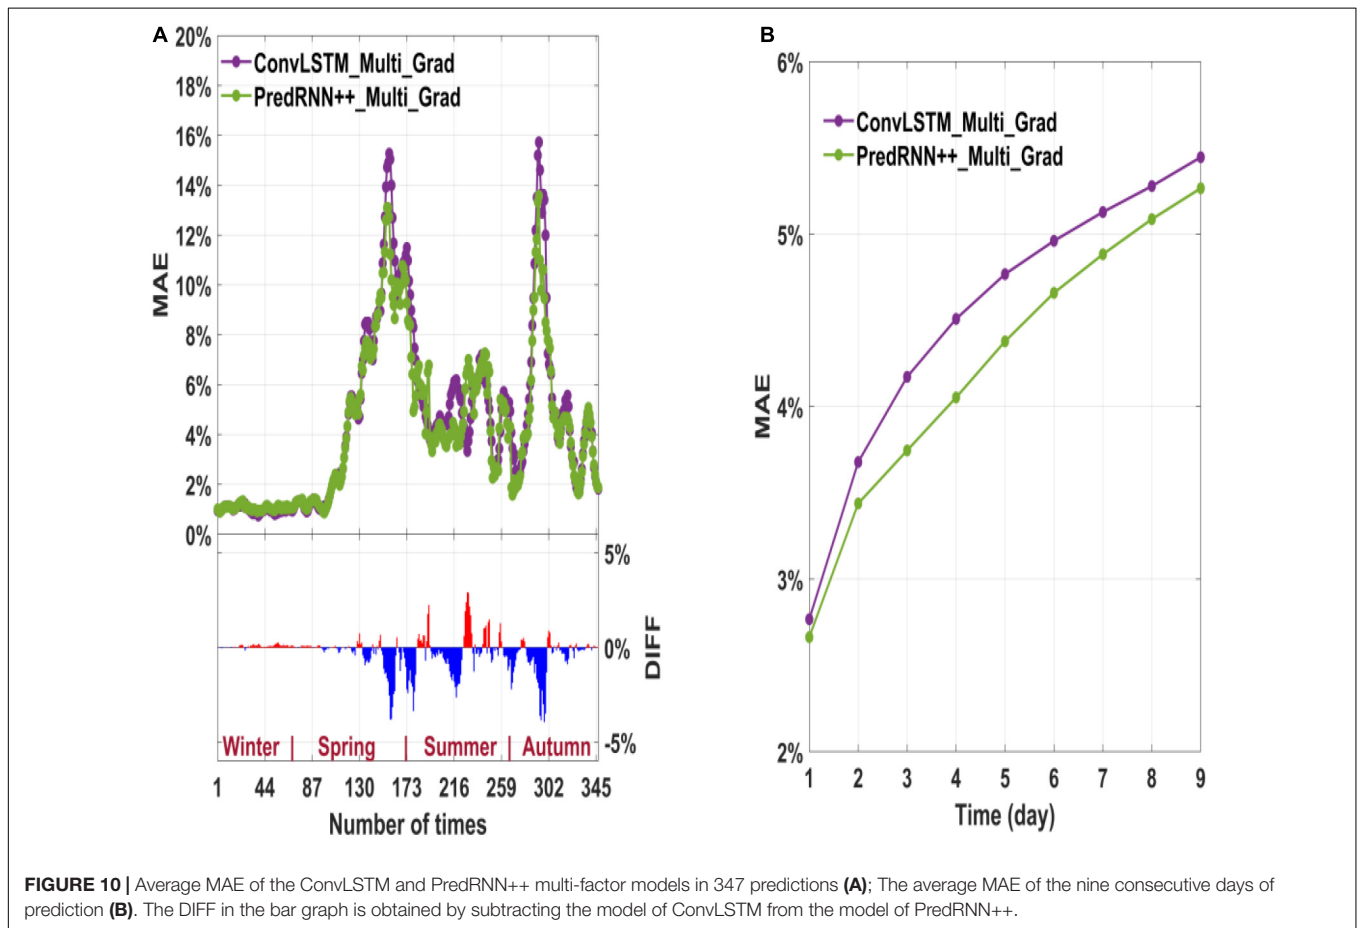 A
20%
ConvLSTM_Multi_Grad
18%
PredRNN++_Multi_Grad
16%
14%
12%
MAE
10%
8%
6%
4%
2%
0%
5%
0%
DIFF
-5%
Winter | Spring | Summer | Autumn
1 44 87 130 173 216 259 302 345
Number of times
B
6%
ConvLSTM_Multi_Grad
PredRNN++_Multi_Grad
5%
MAE
4%
3%
2%
1 2 3 4 5 6 7 8 9
Time (day)
FIGURE 10 | Average MAE of the ConvLSTM and PredRNN++ multi-factor models in 347 predictions (A); The average MAE of the nine consecutive days of
prediction (B). The DIFF in the bar graph is obtained by subtracting the model of ConvLSTM from the model of PredRNN++.